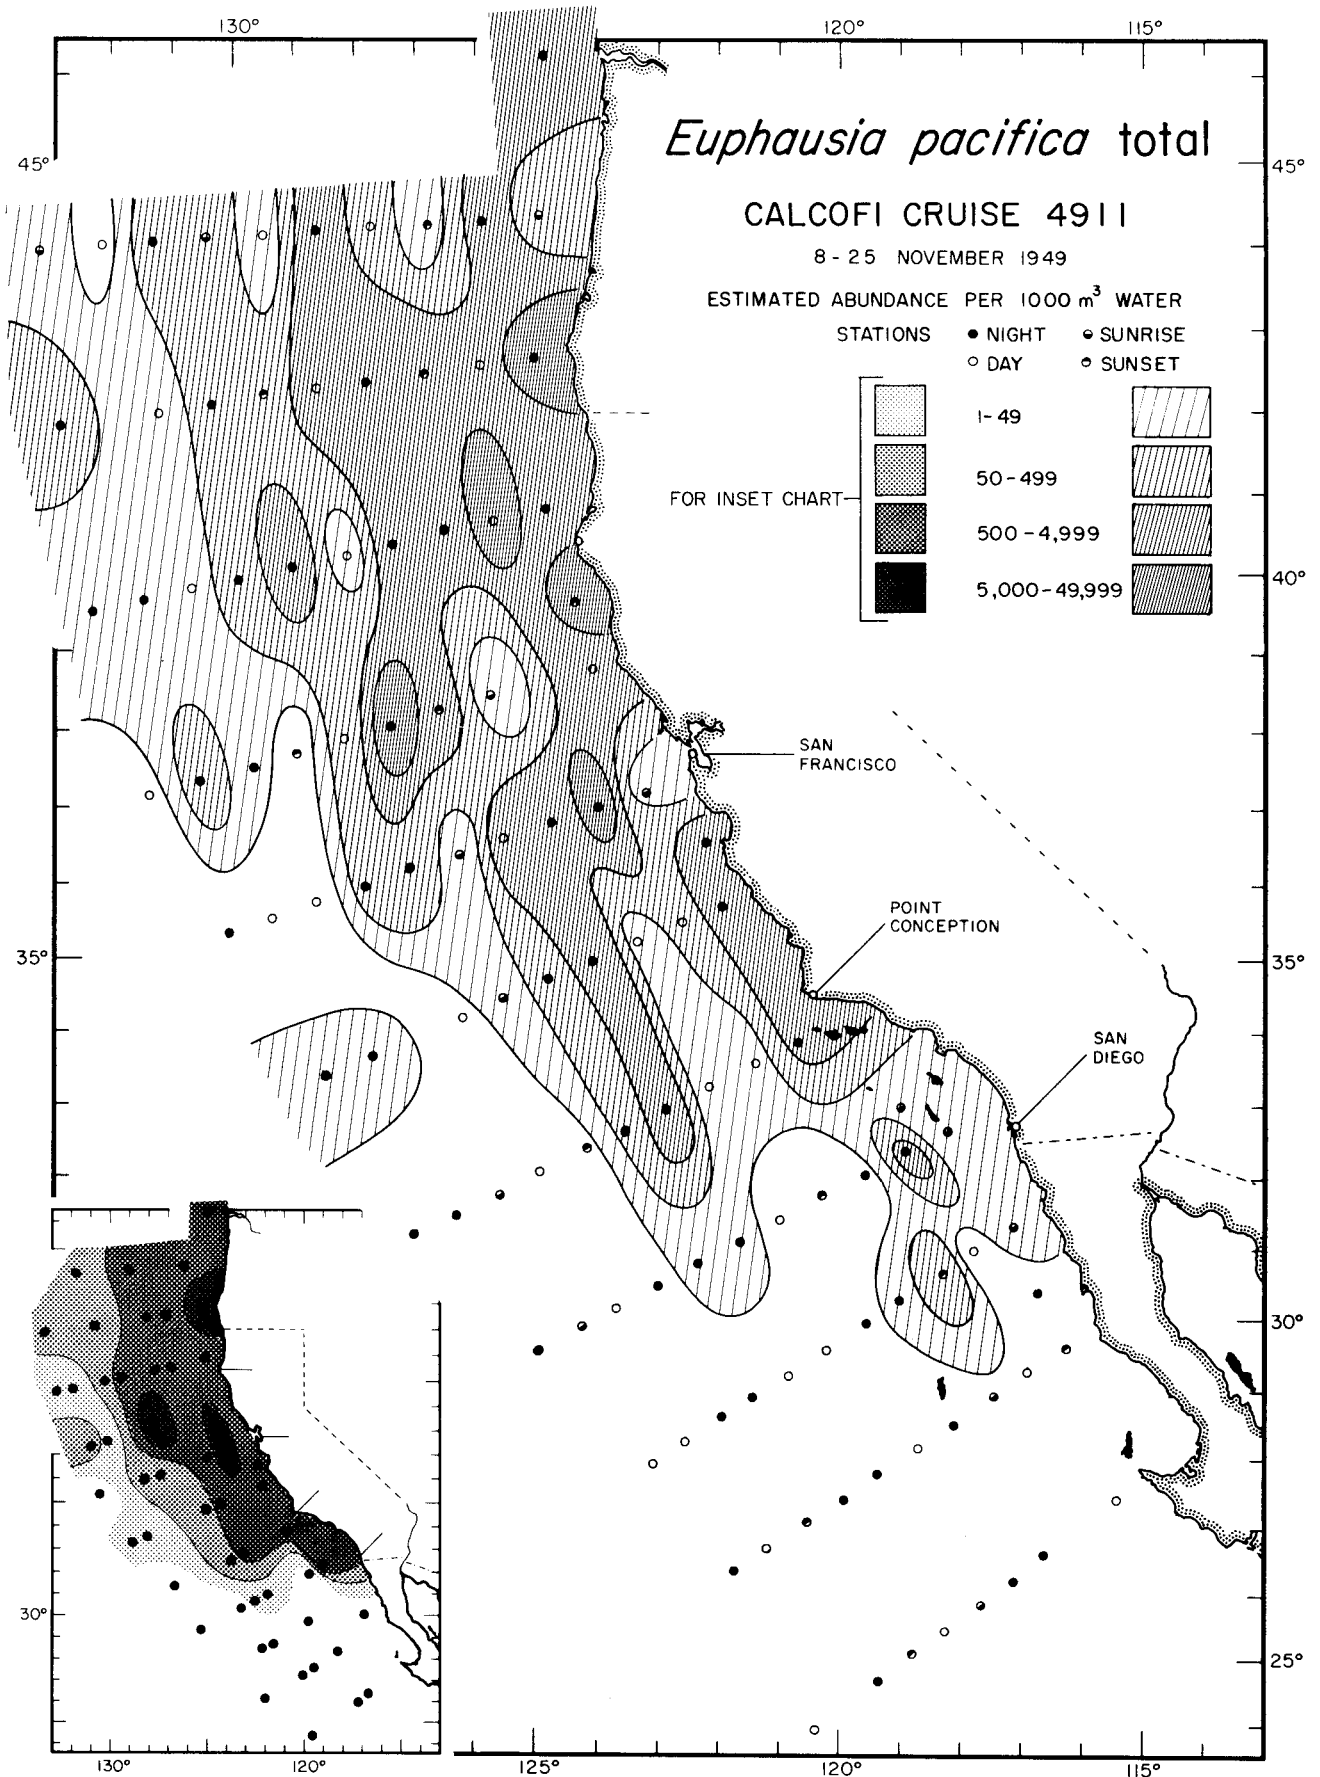 130°
120°
115°
Euphausia pacifica total
45°
45°
CALCOFI CRUISE 4911
8-25 NOVEMBER 1949
ESTIMATED ABUNDANCE PER 1000 m³ WATER
STATIONS ● NIGHT SUNRISE
○ DAY SUNSET
1-49
50-499
FOR INSET CHART
500-4,999
5,000-49,999
40°
SAN
FRANCISCO
POINT
CONCEPTION
35°
35°
SAN
DIEGO
30°
30°
25°
130°
120°
125°
120°
115°